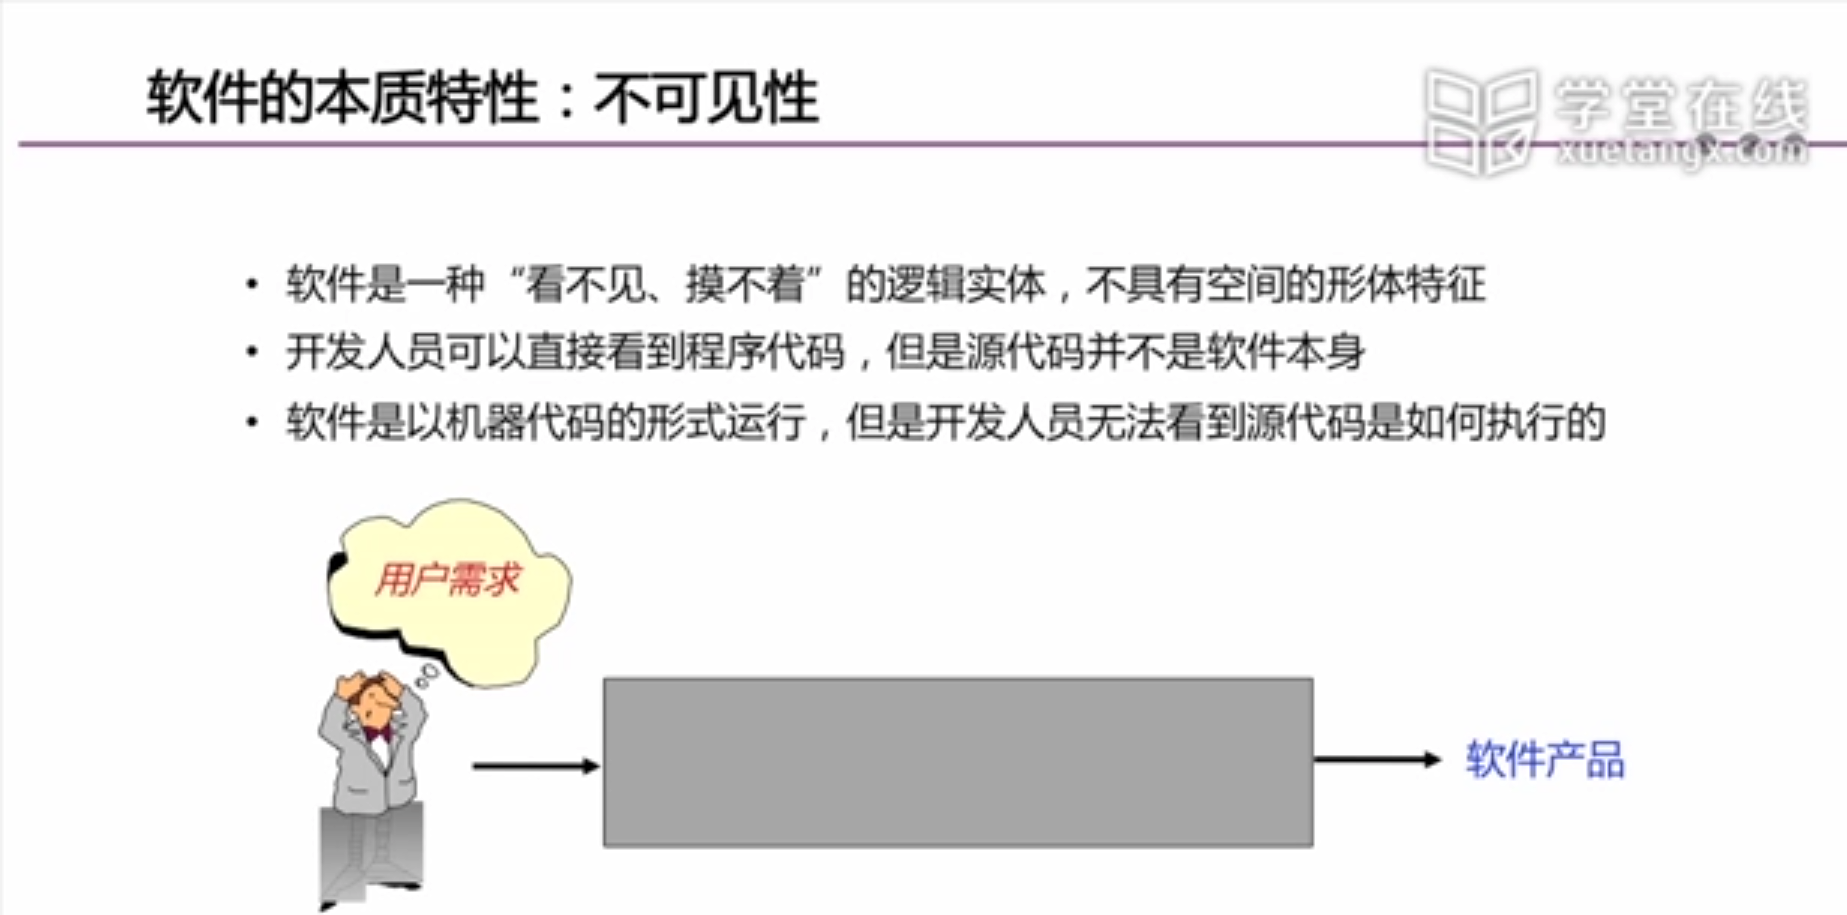 软件的本质特性：不可见性
学堂在线
xuetangx.com
• 软件是一种“看不见、摸不着”的逻辑实体，不具有空间的形体特征
• 开发人员可以直接看到程序代码，但是源代码并不是软件本身
• 软件是以机器代码的形式运行，但是开发人员无法看到源代码是如何执行的
用户需求
软件产品